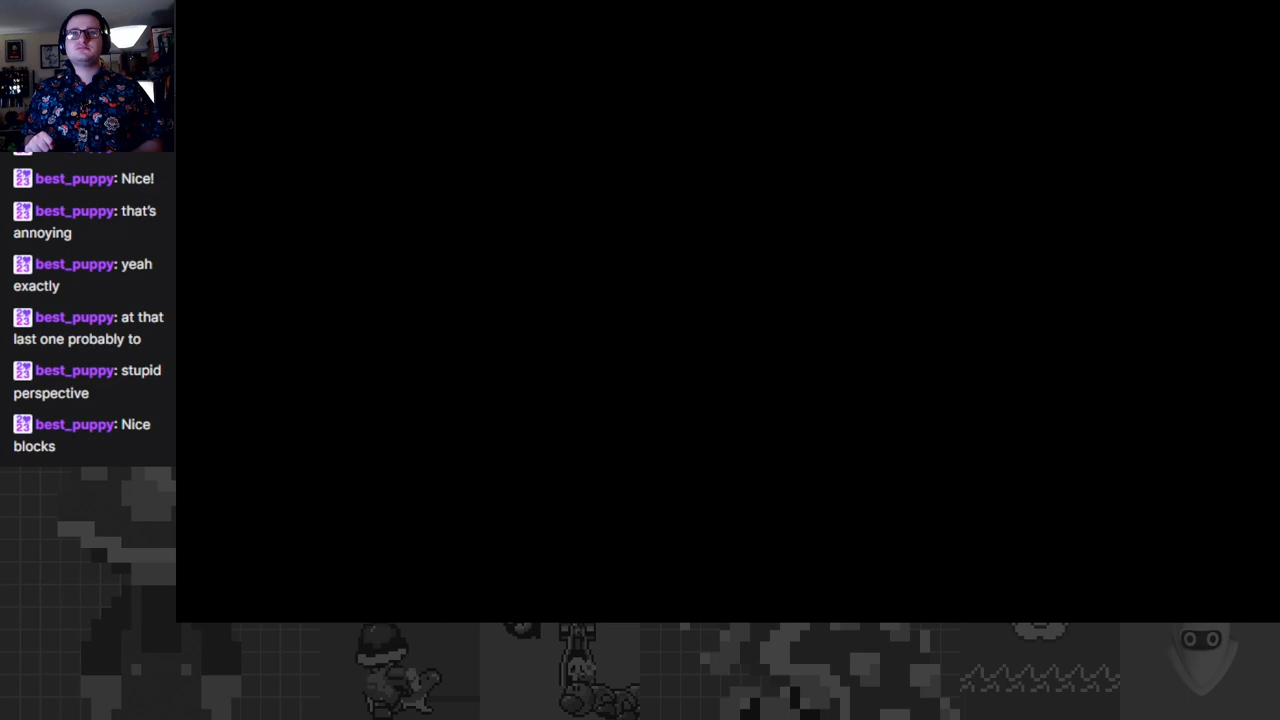 best_puppy: Nice!
best_puppy: that's
annoying
best_puppy: yeah
exactly
best_puppy: at that
last one probably to
best_puppy: stupid
perspective
best_puppy: Nice
blocks